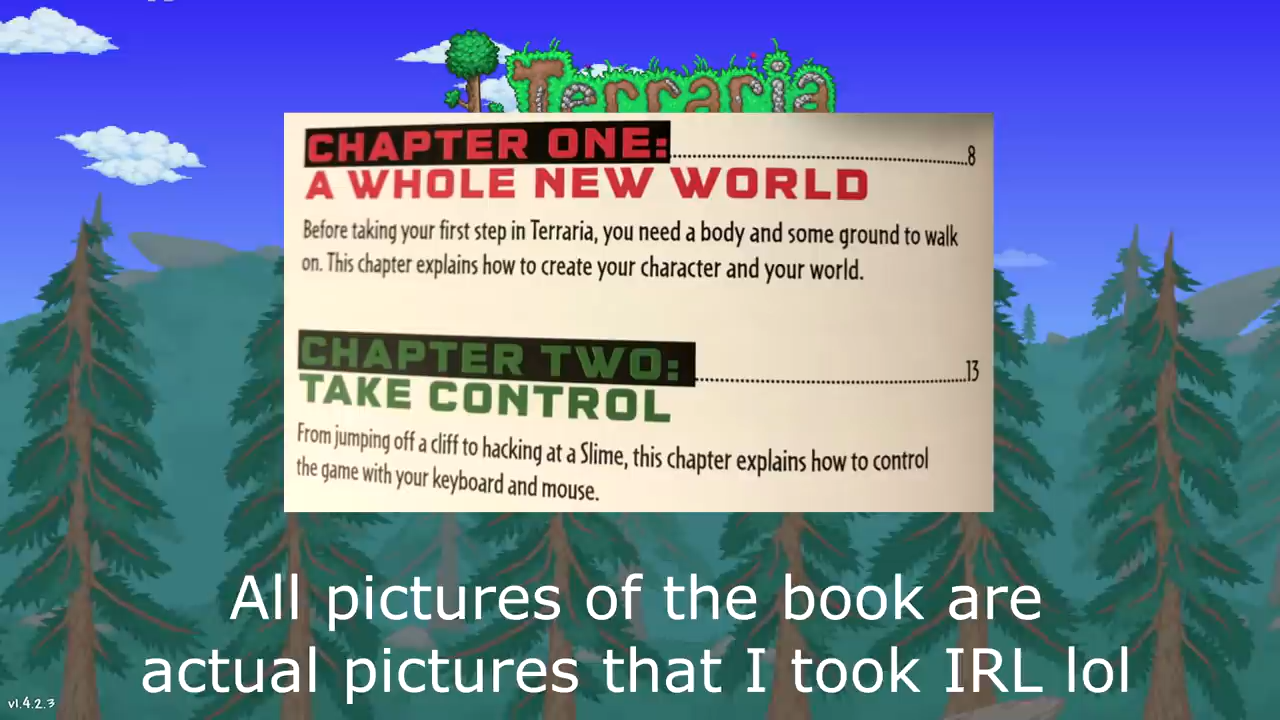 Terraria
CHAPTER ONE:..........8
A WHOLE NEW WORLD
Before taking your first step in Terraria, you need a body and some ground to walk
on. This chapter explains how to create your character and your world.
CHAPTER TWO:..........13
TAKE CONTROL
From jumping off a cliff to hacking at a Slime, this chapter explains how to control
the game with your keyboard and mouse.
All pictures of the book are
actual pictures that I took IRL lol
v1.4.2.3